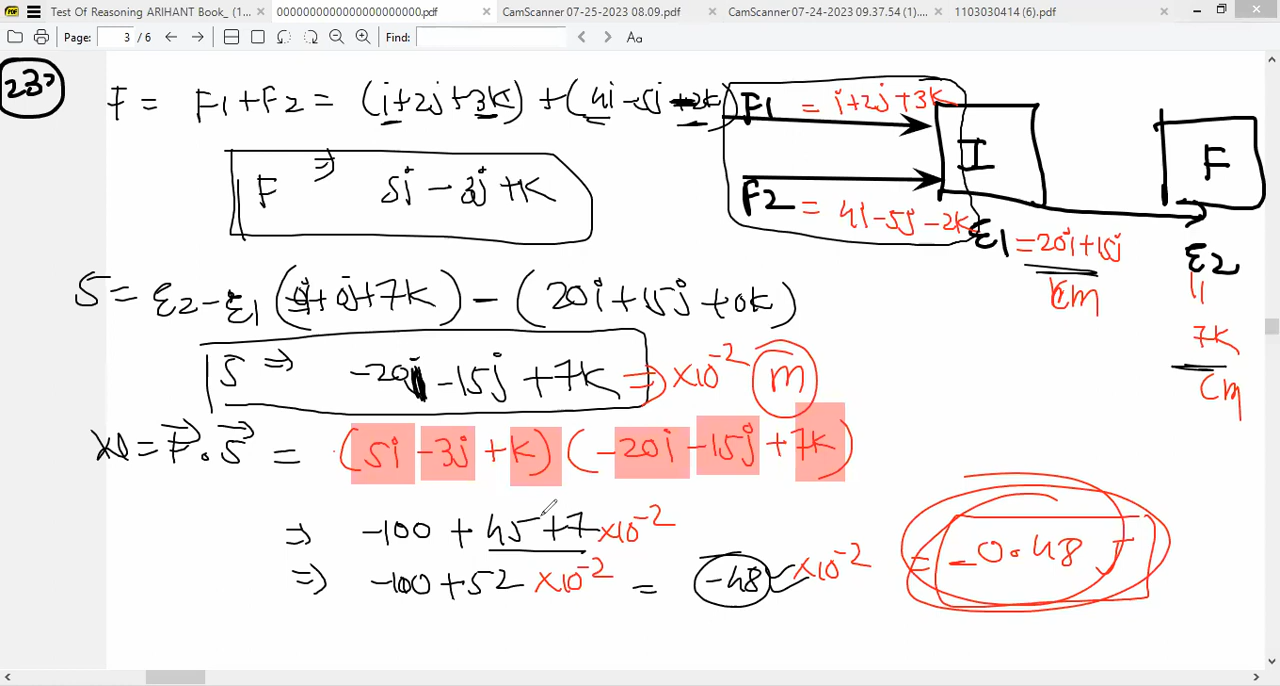 Test Of Reasoning ARIHANT Book_ (1... × 0000000000000000000000.pdf × CamScanner 07-25-2023 08.09.pdf × CamScanner 07-24-2023 09.37.54 (1)... × 1103030414 (6).pdf ×
Page: 3 / 6 Find: Aa
23>
F = F1+F2 = (i+2j+3k) + (4i-5j-2k)
F1 = i+2j+3k
I
F
F ⇒ 5i - 3j + k
F2 = 4i-5j-2k
ε1 = 20i+15j
cm
ε2
7k
cm
S = ε2-ε1 (0i+0j+7k) - (20i+15j+0k)
S ⇒ -20i -15j +7k ⇒ ×10⁻² m
W = F⃗ . S⃗ = (5i -3j +k) (-20i -15j +7k)
⇒ -100 + 45 +7 ×10⁻²
⇒ -100 + 52 ×10⁻² = -48 ×10⁻² = -0.48 J